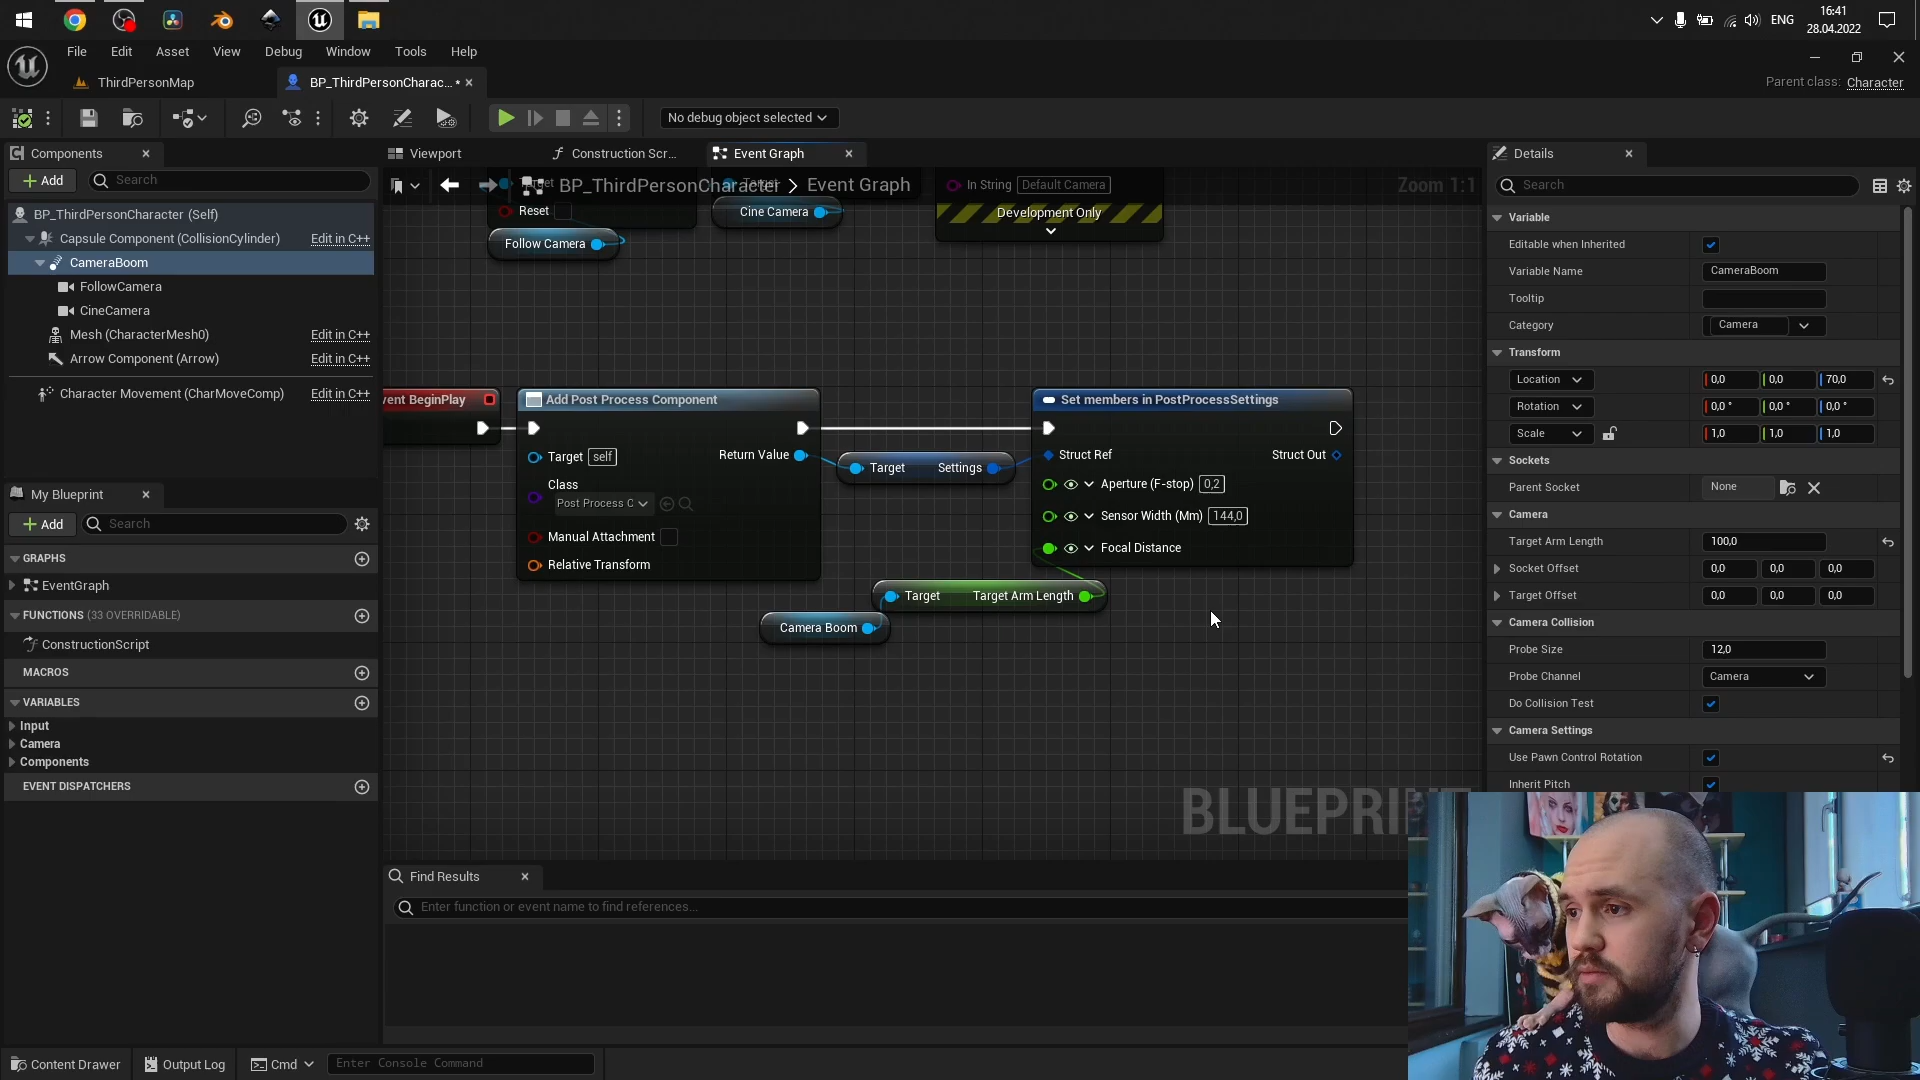 ENG
16:41
28.04.2022
File Edit Asset View Debug Window Tools Help
ThirdPersonMap
BP_ThirdPersonCharac... •
Parent class: Character
No debug object selected
Components
Viewport
Construction Scr...
Event Graph
Details
Add
Search
BP_ThirdPersonCharacter > Event Graph
Zoom 1:1
Search
BP_ThirdPersonCharacter (Self)
Capsule Component (CollisionCylinder) Edit in C++
CameraBoom
FollowCamera
CineCamera
Mesh (CharacterMesh0) Edit in C++
Arrow Component (Arrow) Edit in C++
Character Movement (CharMoveComp) Edit in C++
My Blueprint
Add
Search
GRAPHS
EventGraph
FUNCTIONS (33 OVERRIDABLE)
ConstructionScript
MACROS
VARIABLES
Input
Camera
Components
EVENT DISPATCHERS
Target
Reset
Follow Camera
Target
Cine Camera
In String Default Camera
Development Only
vent BeginPlay
Add Post Process Component
Target self
Return Value
Class
Post Process C
Manual Attachment
Relative Transform
Target Settings
Set members in PostProcessSettings
Struct Ref Struct Out
Aperture (F-stop) 0,2
Sensor Width (Mm) 144,0
Focal Distance
Target Target Arm Length
Camera Boom
BLUEPRINT
Variable
Editable when Inherited
Variable Name CameraBoom
Tooltip
Category Camera
Transform
Location 0,0 0,0 70,0
Rotation 0,0 ° 0,0 ° 0,0 °
Scale 1,0 1,0 1,0
Sockets
Parent Socket None
Camera
Target Arm Length 100,0
Socket Offset 0,0 0,0 0,0
Target Offset 0,0 0,0 0,0
Camera Collision
Probe Size 12,0
Probe Channel Camera
Do Collision Test
Camera Settings
Use Pawn Control Rotation
Inherit Pitch
Find Results
Enter function or event name to find references...
Content Drawer
Output Log
Cmd
Enter Console Command